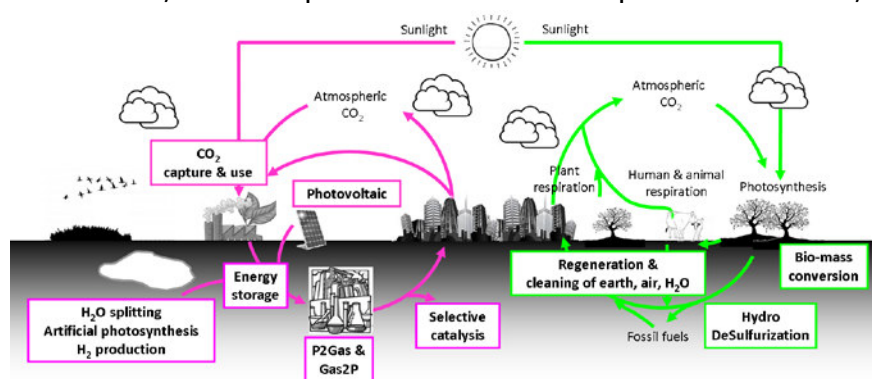 Sunlight
Sunlight
Atmospheric
CO₂
Atmospheric
CO₂
CO₂
capture & use
Photovoltaic
Plant
respiration
Human & animal
respiration
Photosynthesis
Energy
storage
Regeneration &
cleaning of earth, air, H₂O
Bio-mass
conversion
H₂O splitting
Artificial photosynthesis
H₂ production
P2Gas &
Gas2P
Selective
catalysis
Fossil fuels
Hydro
DeSulfurization